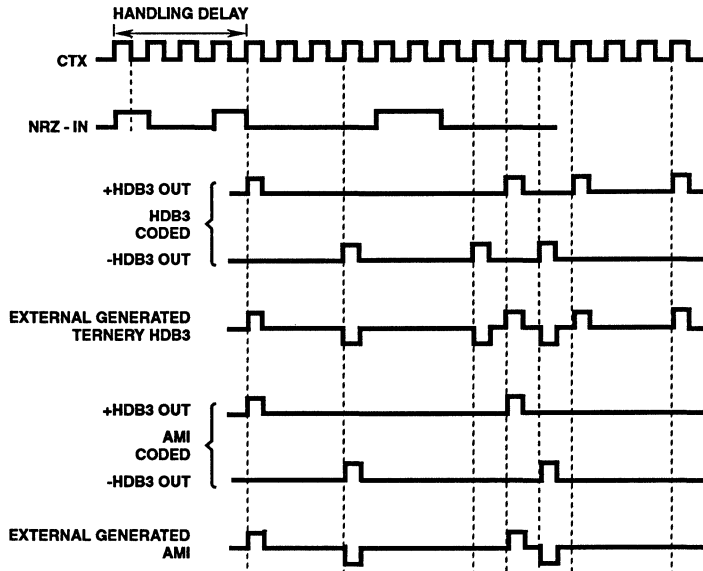 HANDLING DELAY
CTX
NRZ - IN
+HDB3 OUT
HDB3
CODED
-HDB3 OUT
EXTERNAL GENERATED
TERNERY HDB3
+HDB3 OUT
AMI
CODED
-HDB3 OUT
EXTERNAL GENERATED
AMI